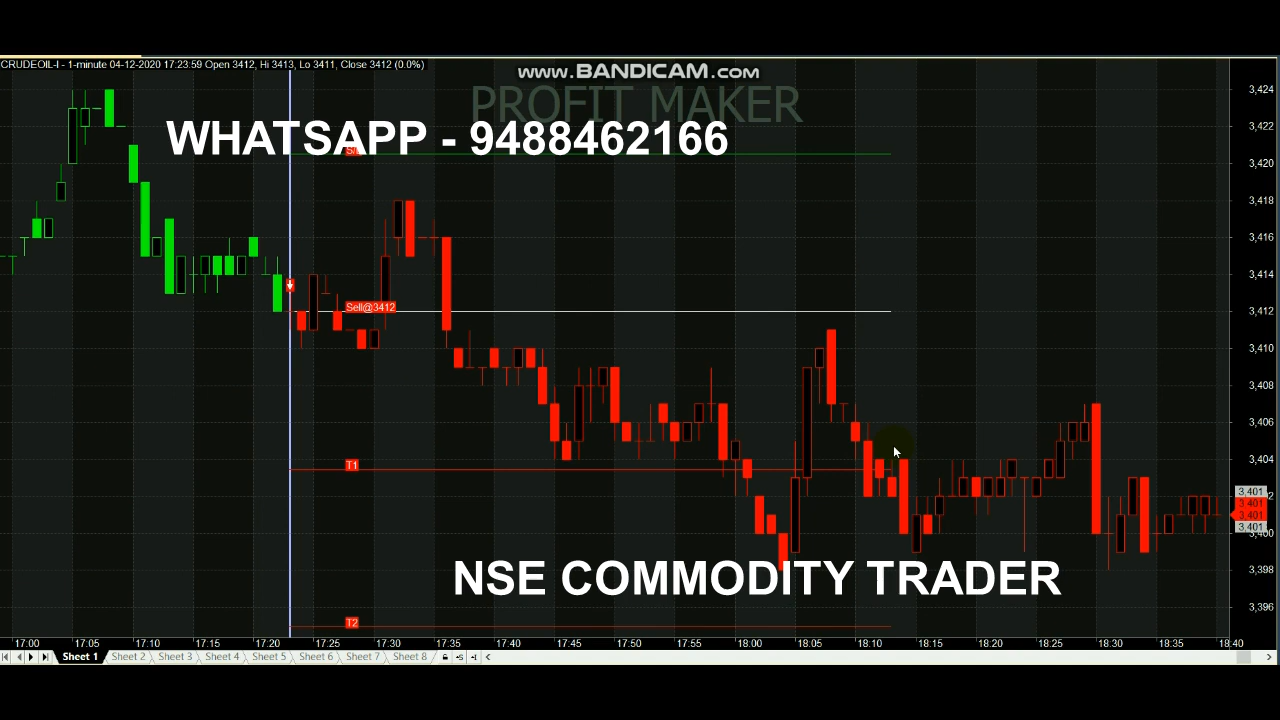 CRUDEOIL-I - 1-minute 04-12-2020 17:23:59 Open 3412, Hi 3413, Lo 3411, Close 3412 (0.0%)
www.BANDICAM.com
PROFIT MAKER
WHATSAPP - 9488462166
Sell@3412
T1
NSE COMMODITY TRADER
T2
3,424
3,422
3,420
3,418
3,416
3,414
3,412
3,410
3,408
3,406
3,404
3,401
3,401
3,401
3,401
3,400
3,398
3,396
17:00 17:05 17:10 17:15 17:20 17:25 17:30 17:35 17:40 17:45 17:50 17:55 18:00 18:05 18:10 18:15 18:20 18:25 18:30 18:35 18:40
Sheet 1 Sheet 2 Sheet 3 Sheet 4 Sheet 5 Sheet 6 Sheet 7 Sheet 8